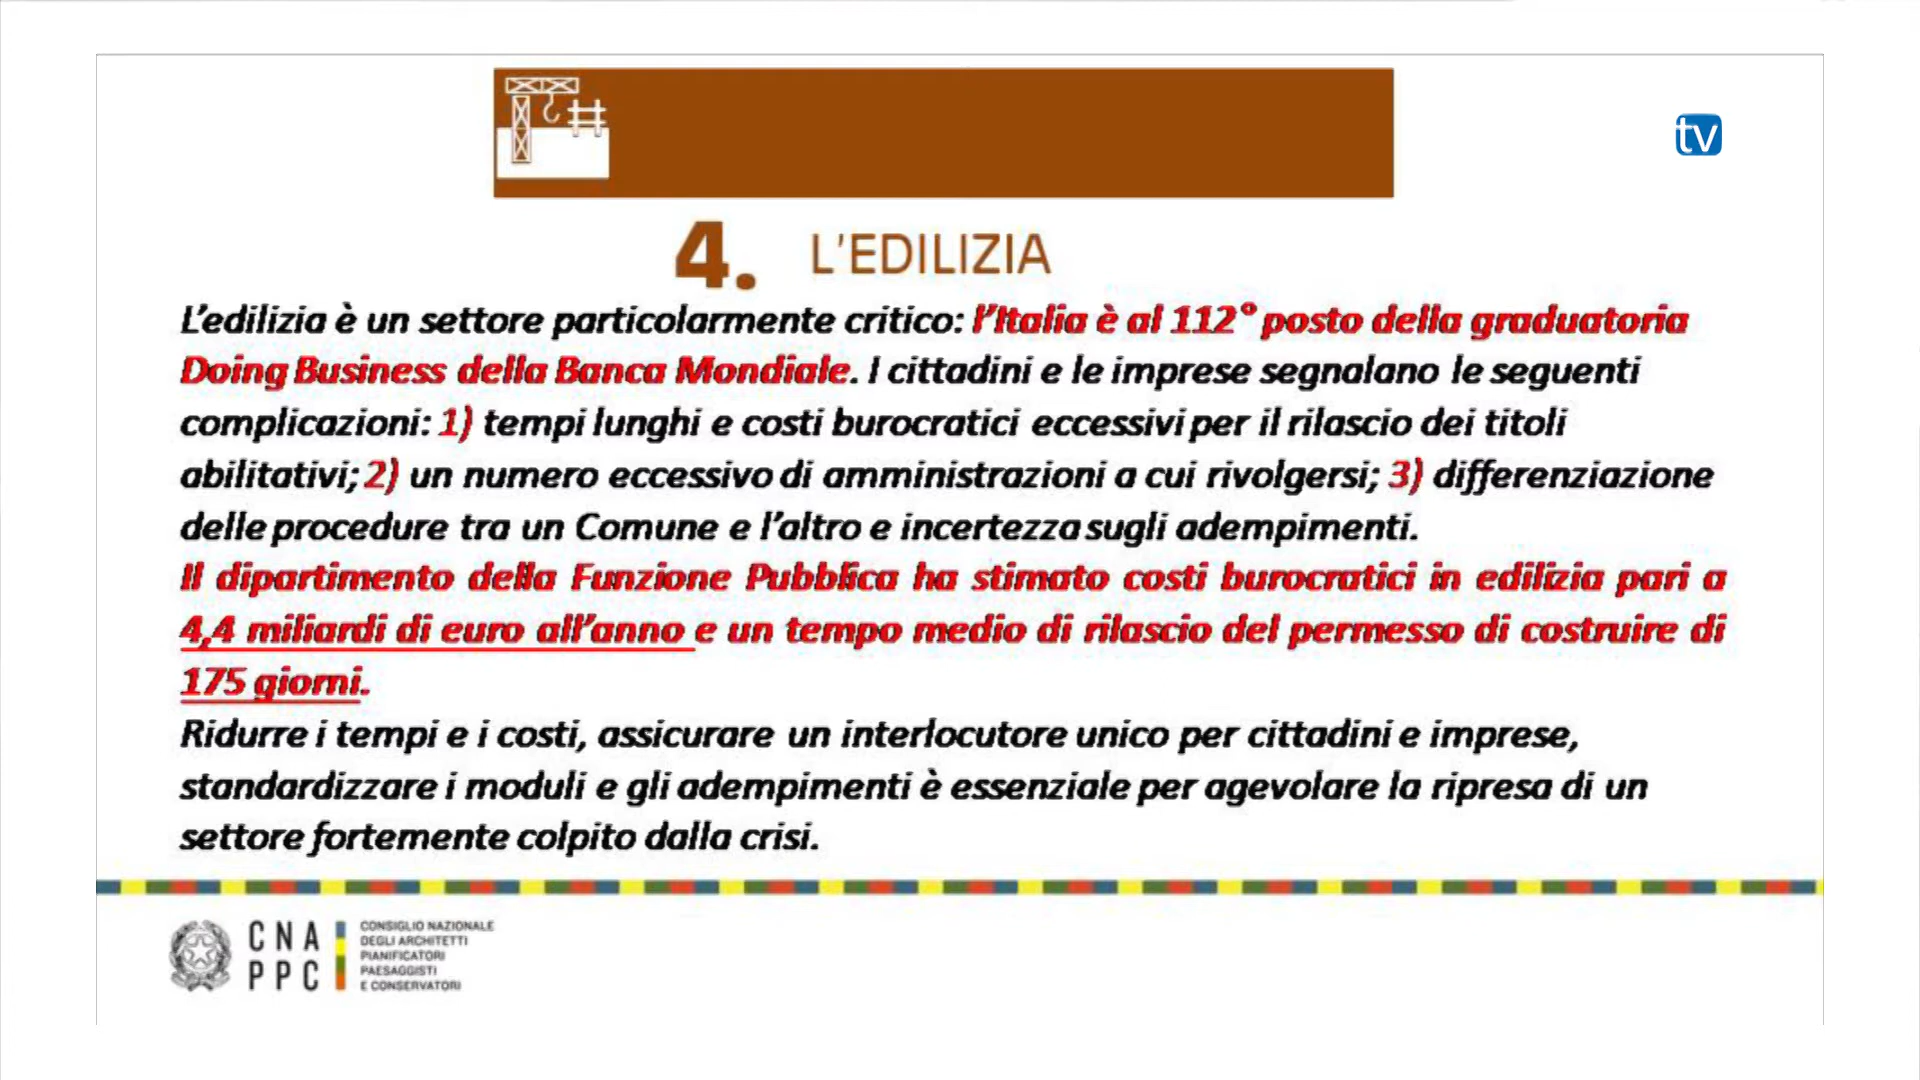 tv
4. L'EDILIZIA
L'edilizia è un settore particolarmente critico: l'Italia è al 112° posto della graduatoria
Doing Business della Banca Mondiale. I cittadini e le imprese segnalano le seguenti
complicazioni: 1) tempi lunghi e costi burocratici eccessivi per il rilascio dei titoli
abilitativi; 2) un numero eccessivo di amministrazioni a cui rivolgersi; 3) differenziazione
delle procedure tra un Comune e l'altro e incertezza sugli adempimenti.
Il dipartimento della Funzione Pubblica ha stimato costi burocratici in edilizia pari a
4,4 miliardi di euro all'anno e un tempo medio di rilascio del permesso di costruire di
175 giorni.
Ridurre i tempi e i costi, assicurare un interlocutore unico per cittadini e imprese,
standardizzare i moduli e gli adempimenti è essenziale per agevolare la ripresa di un
settore fortemente colpito dalla crisi.
CNA
PPC
CONSIGLIO NAZIONALE
DEGLI ARCHITETTI
PIANIFICATORI
PAESAGGISTI
E CONSERVATORI